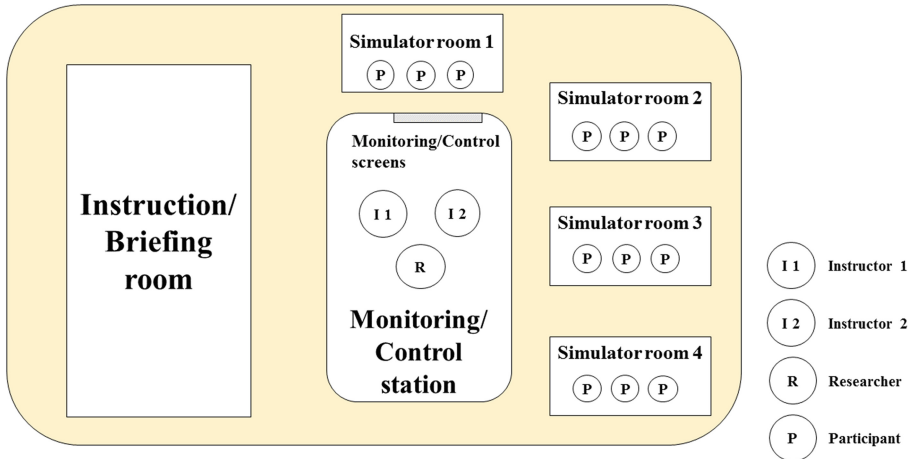 Simulator room 1
P P P
Simulator room 2
P P P
Monitoring/Control
screens
Instruction/
Briefing
room
I 1 I 2
R
Simulator room 3
P P P
Monitoring/
Control
station
Simulator room 4
P P P
I 1 Instructor 1
I 2 Instructor 2
R Researcher
P Participant